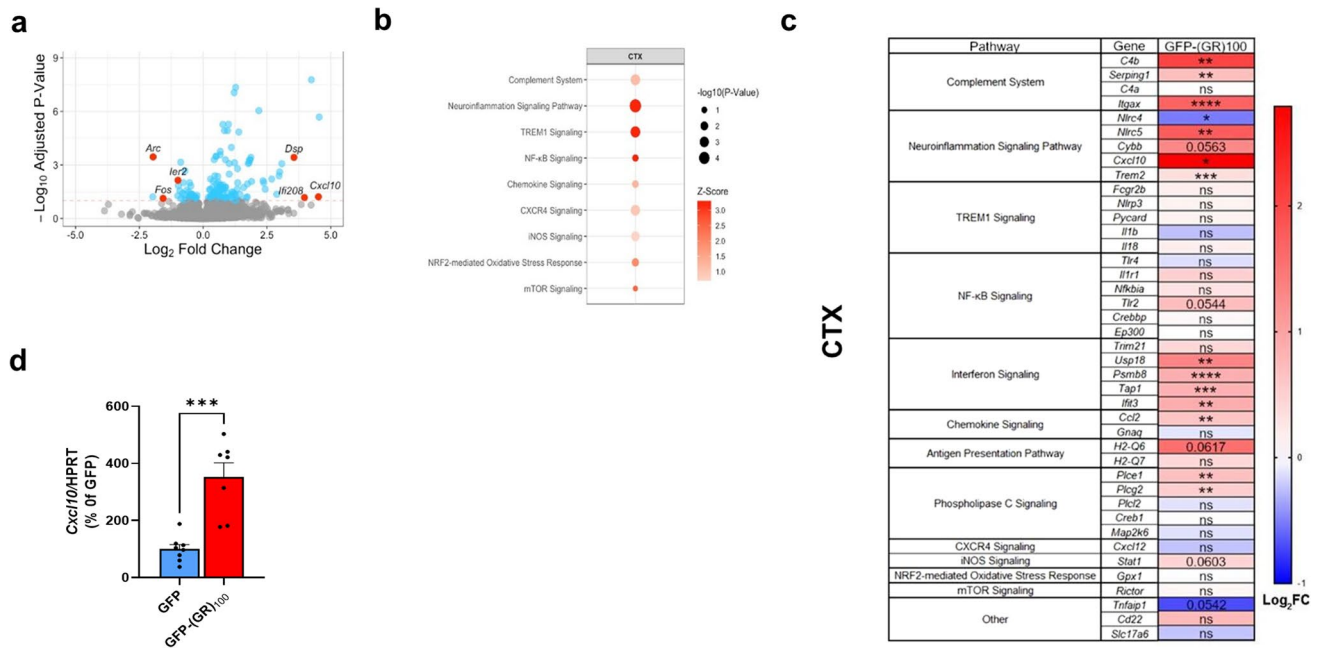 a
− Log10 Adjusted P-Value
9
6
3
0
Arc
Ier2
Fos
Dsp
Ifi208
Cxcl10
-5.0
-2.5
0.0
2.5
5.0
Log2 Fold Change
b
CTX
Complement System
Neuroinflammation Signaling Pathway
TREM1 Signaling
NF-κB Signaling
Chemokine Signaling
CXCR4 Signaling
iNOS Signaling
NRF2-mediated Oxidative Stress Response
mTOR Signaling
-log10(P-Value)
1
2
3
4
Z-Score
3.0
2.5
2.0
1.5
1.0
c
CTX
Pathway Gene GFP-(GR)100
Complement System
C4b **
Serping1 **
C4a ns
Itgax ****
Neuroinflammation Signaling Pathway
Nlrc4 *
Nlrc5 **
Cybb 0.0563
Cxcl10 *
Trem2 ***
TREM1 Signaling
Fcgr2b ns
Nlrp3 ns
Pycard ns
Il1b ns
Il18 ns
NF-κB Signaling
Tlr4 ns
Il1r1 ns
Nfkbia ns
Tlr2 0.0544
Crebbp ns
Ep300 ns
Interferon Signaling
Trim21 ns
Usp18 **
Psmb8 ****
Tap1 ***
Ifit3 **
Chemokine Signaling
Ccl2 **
Gnaq ns
Antigen Presentation Pathway
H2-Q6 0.0617
H2-Q7 ns
Phospholipase C Signaling
Plce1 **
Plcg2 **
Plcl2 ns
Creb1 ns
Map2k6 ns
CXCR4 Signaling Cxcl12 ns
iNOS Signaling Stat1 0.0603
NRF2-mediated Oxidative Stress Response Gpx1 ns
mTOR Signaling Rictor ns
Other
Tnfaip1 0.0542
Cd22 ns
Slc17a6 ns
2
1
0
-1
Log2FC
d
Cxcl10/HPRT
(% 0f GFP)
600
400
200
0
***
GFP
GFP-(GR)100